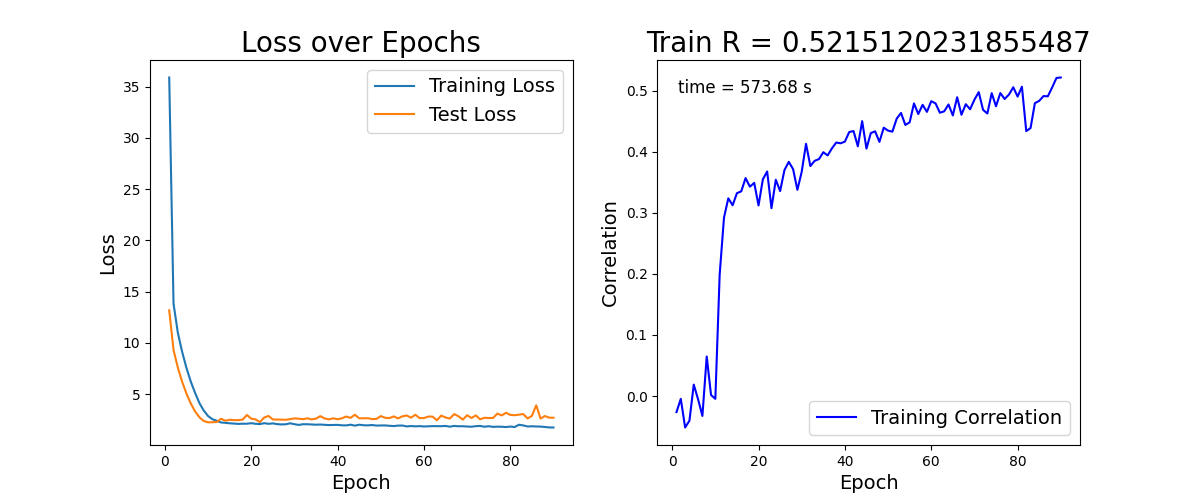 Loss over Epochs
Training Loss
Test Loss
35
30
25
20
15
10
5
Loss
0
20
40
60
80
Epoch
Train R = 0.5215120231855487
time = 573.68 s
0.5
0.4
0.3
0.2
0.1
0.0
Correlation
Training Correlation
0
20
40
60
80
Epoch